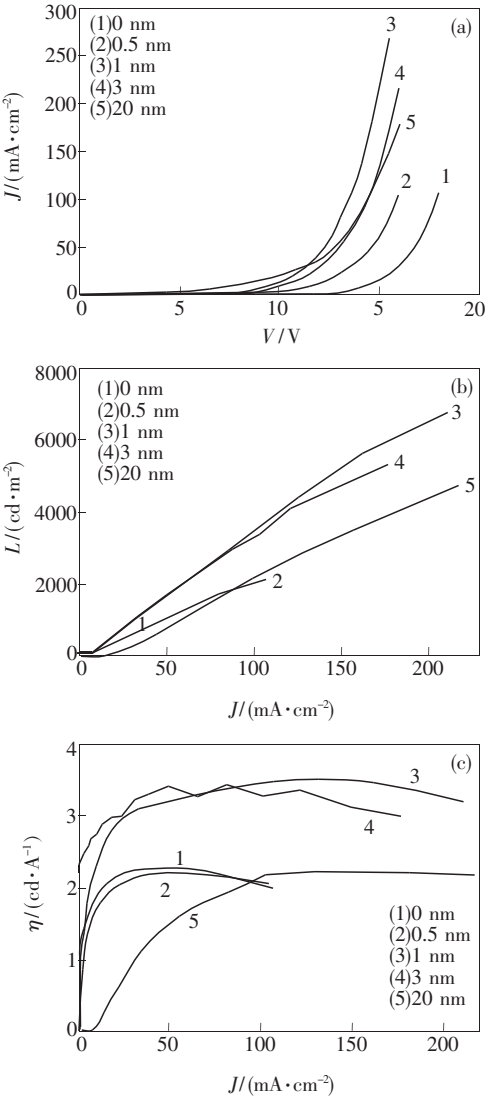 300
(1)0 nm
(2)0.5 nm
(3)1 nm
(4)3 nm
(5)20 nm
(a)
3
4
5
2
1
250
200
150
100
50
0
J/(mA·cm⁻²)
0 5 10 5 20
V/V
8000
(1)0 nm
(2)0.5 nm
(3)1 nm
(4)3 nm
(5)20 nm
(b)
3
4
5
1
2
6000
4000
2000
0
L/(cd·m⁻²)
0 50 100 150 200
J/(mA·cm⁻²)
4
(c)
3
4
1
2
5
3
2
1
0
η/(cd·A⁻¹)
(1)0 nm
(2)0.5 nm
(3)1 nm
(4)3 nm
(5)20 nm
0 50 100 150 200
J/(mA·cm⁻²)